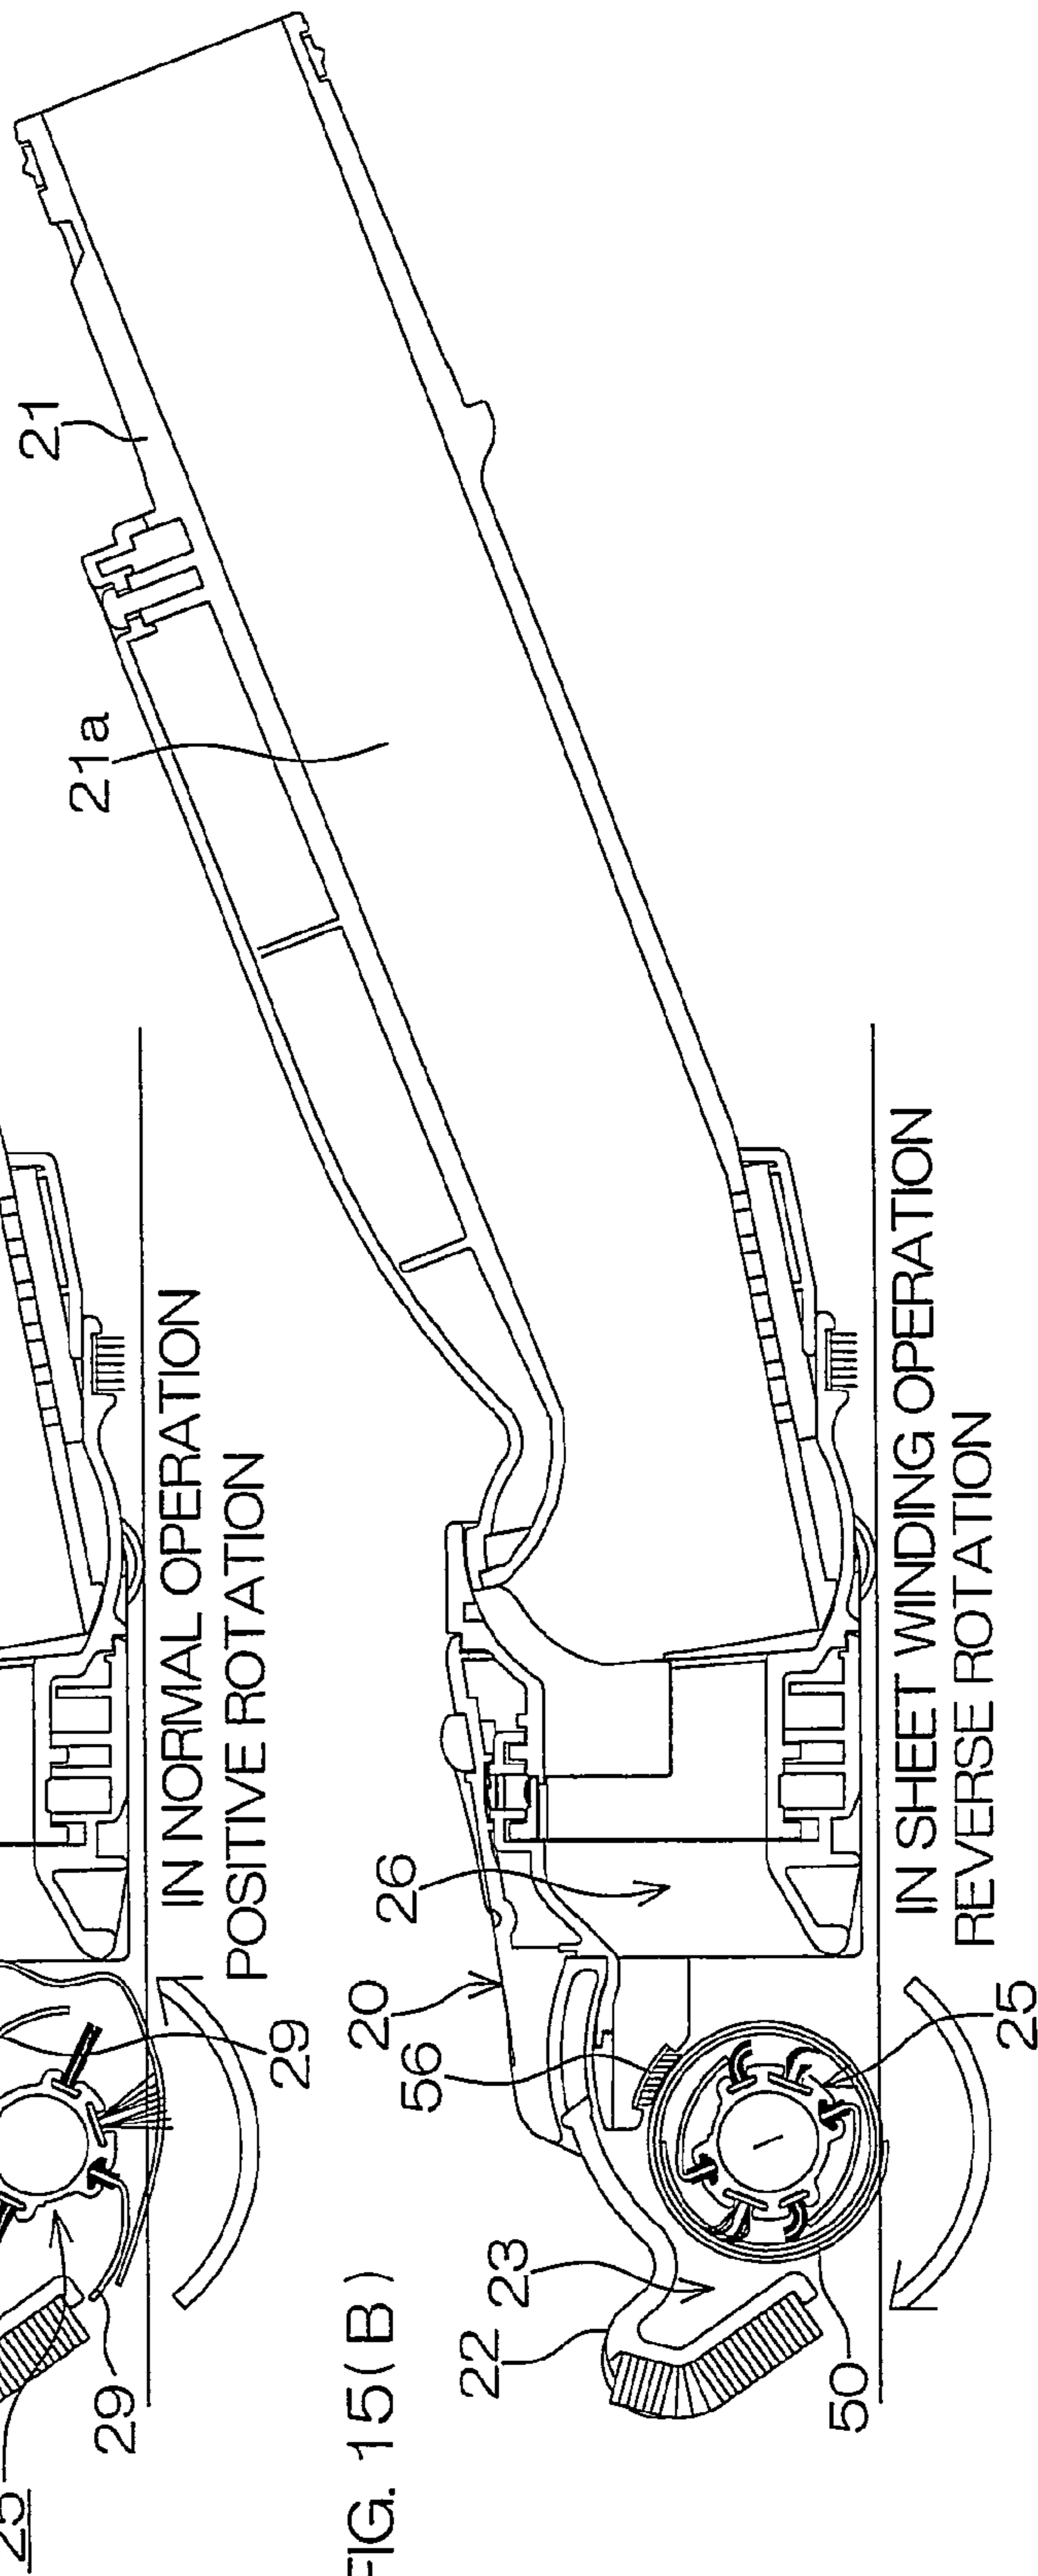 25
29
29
IN NORMAL OPERATION
POSITIVE ROTATION
FIG. 15(B)
22
23
56
20
26
21a
21
50
25
IN SHEET WINDING OPERATION
REVERSE ROTATION